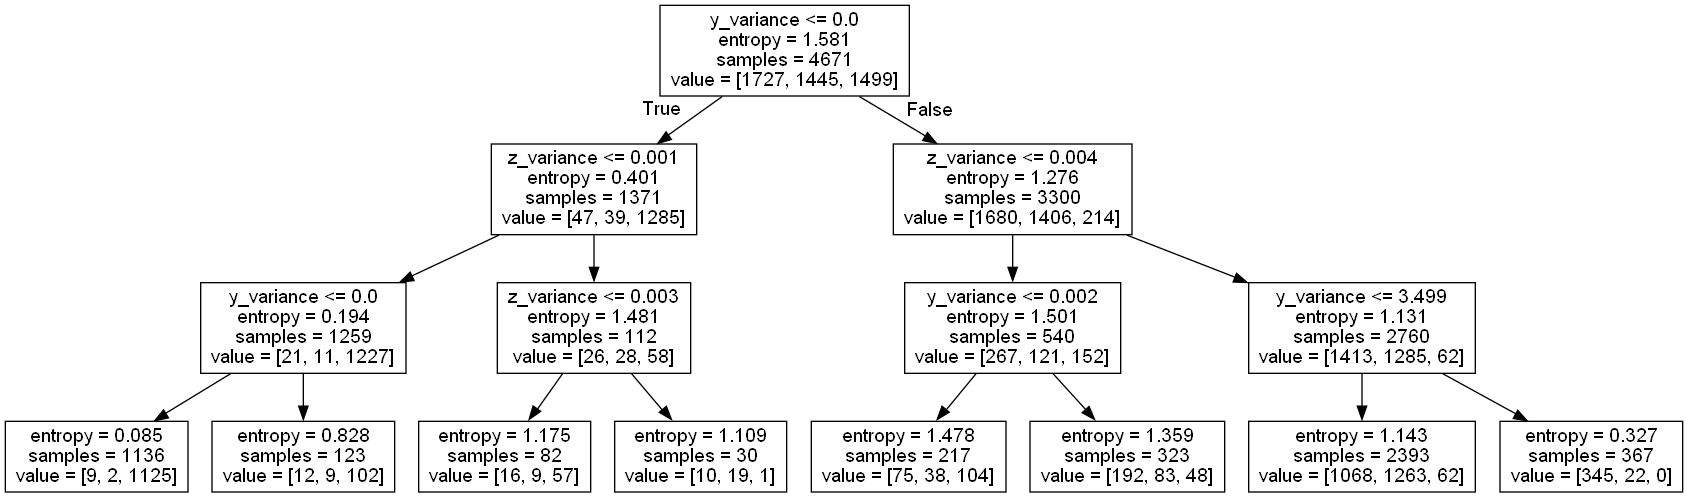 y_variance <= 0.0
entropy = 1.581
samples = 4671
value = [1727, 1445, 1499]
True
False
z_variance <= 0.001
entropy = 0.401
samples = 1371
value = [47, 39, 1285]
z_variance <= 0.004
entropy = 1.276
samples = 3300
value = [1680, 1406, 214]
y_variance <= 0.0
entropy = 0.194
samples = 1259
value = [21, 11, 1227]
z_variance <= 0.003
entropy = 1.481
samples = 112
value = [26, 28, 58]
y_variance <= 0.002
entropy = 1.501
samples = 540
value = [267, 121, 152]
y_variance <= 3.499
entropy = 1.131
samples = 2760
value = [1413, 1285, 62]
entropy = 0.085
samples = 1136
value = [9, 2, 1125]
entropy = 0.828
samples = 123
value = [12, 9, 102]
entropy = 1.175
samples = 82
value = [16, 9, 57]
entropy = 1.109
samples = 30
value = [10, 19, 1]
entropy = 1.478
samples = 217
value = [75, 38, 104]
entropy = 1.359
samples = 323
value = [192, 83, 48]
entropy = 1.143
samples = 2393
value = [1068, 1263, 62]
entropy = 0.327
samples = 367
value = [345, 22, 0]